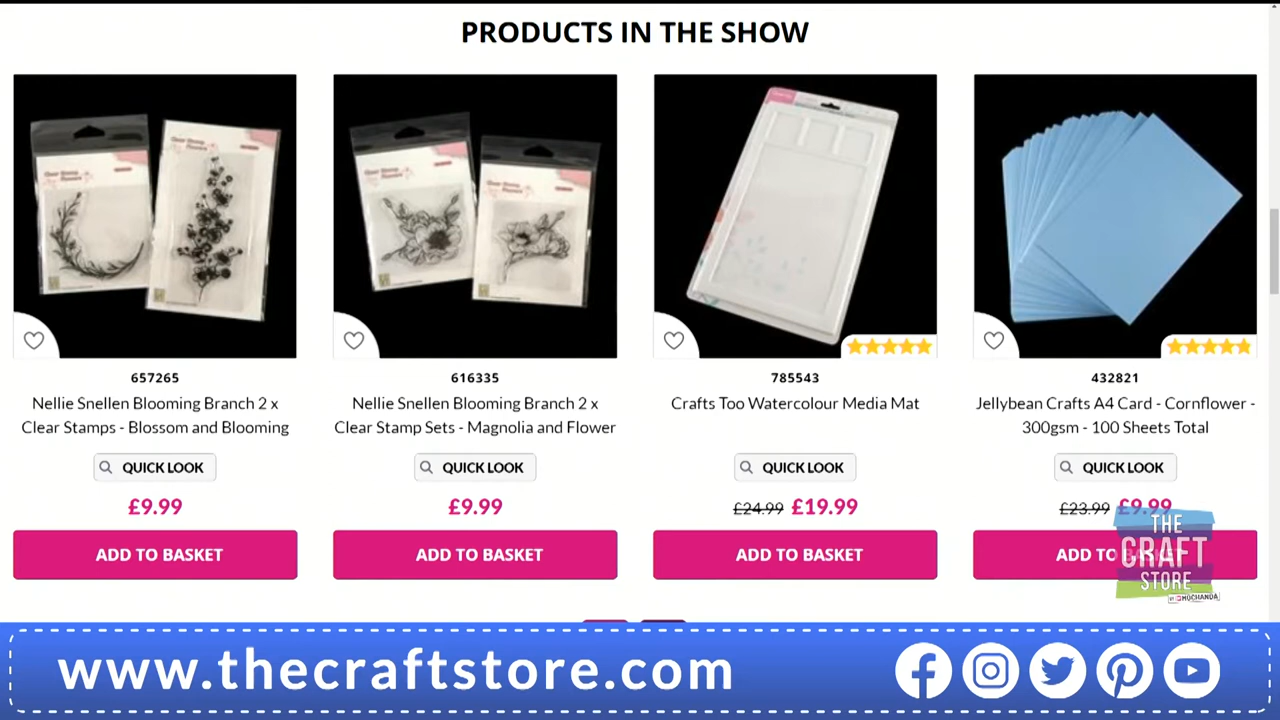 PRODUCTS IN THE SHOW
657265
Nellie Snellen Blooming Branch 2 x
Clear Stamps - Blossom and Blooming
QUICK LOOK
£9.99
ADD TO BASKET
616335
Nellie Snellen Blooming Branch 2 x
Clear Stamp Sets - Magnolia and Flower
QUICK LOOK
£9.99
ADD TO BASKET
785543
Crafts Too Watercolour Media Mat
QUICK LOOK
£24.99 £19.99
ADD TO BASKET
432821
Jellybean Crafts A4 Card - Cornflower -
300gsm - 100 Sheets Total
QUICK LOOK
£23.99 £9.99
ADD TO BASKET
THE
CRAFT
STORE
HOCHANDA
www.thecraftstore.com